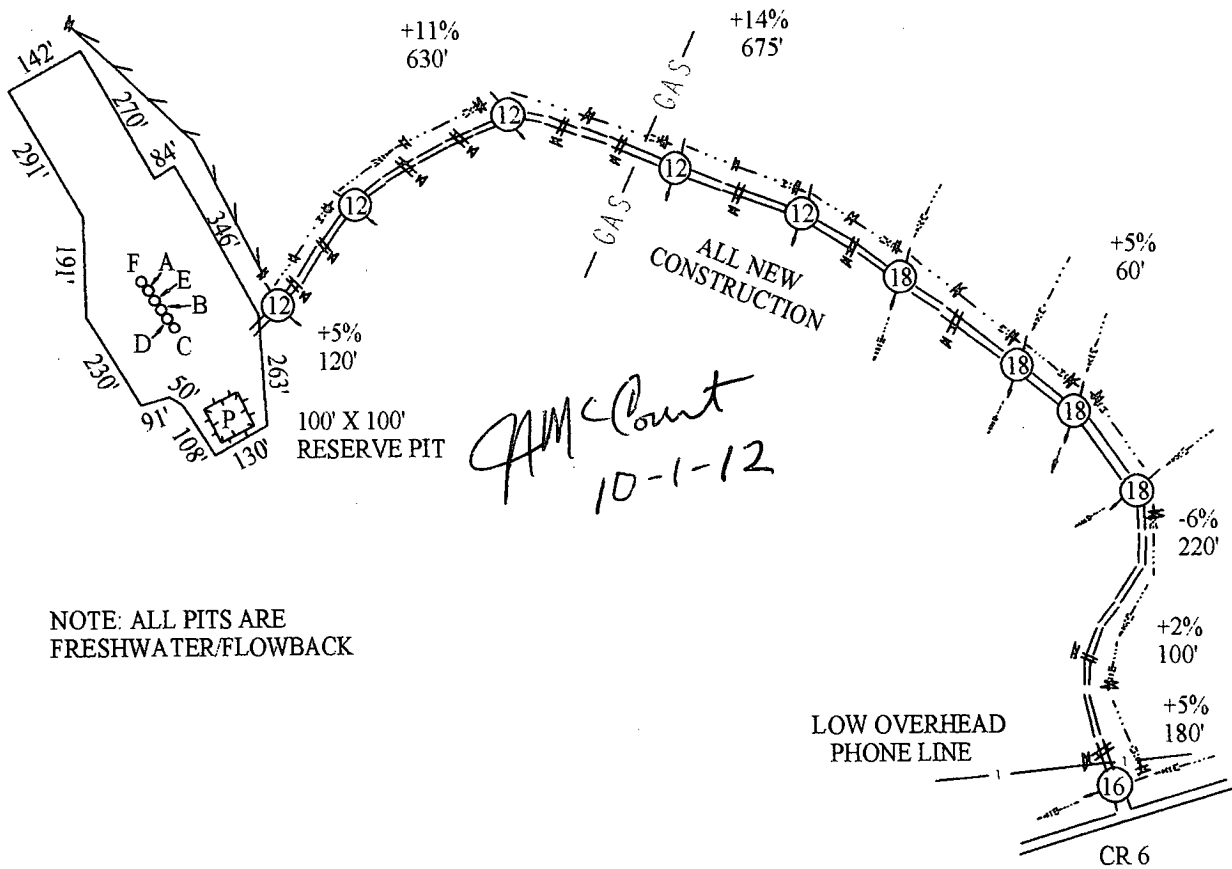 142'
270'
84'
346'
291'
191'
230'
91'
50'
108'
130'
263'
F A
E
B
D C
P
+11%
630'
+14%
675'
GAS
GAS
12
12
12
12
12
18
18
18
18
16
+5%
120'
+5%
60'
ALL NEW
CONSTRUCTION
100' X 100'
RESERVE PIT
10-1-12
-6%
220'
+2%
100'
+5%
180'
NOTE: ALL PITS ARE
FRESHWATER/FLOWBACK
LOW OVERHEAD
PHONE LINE
CR 6